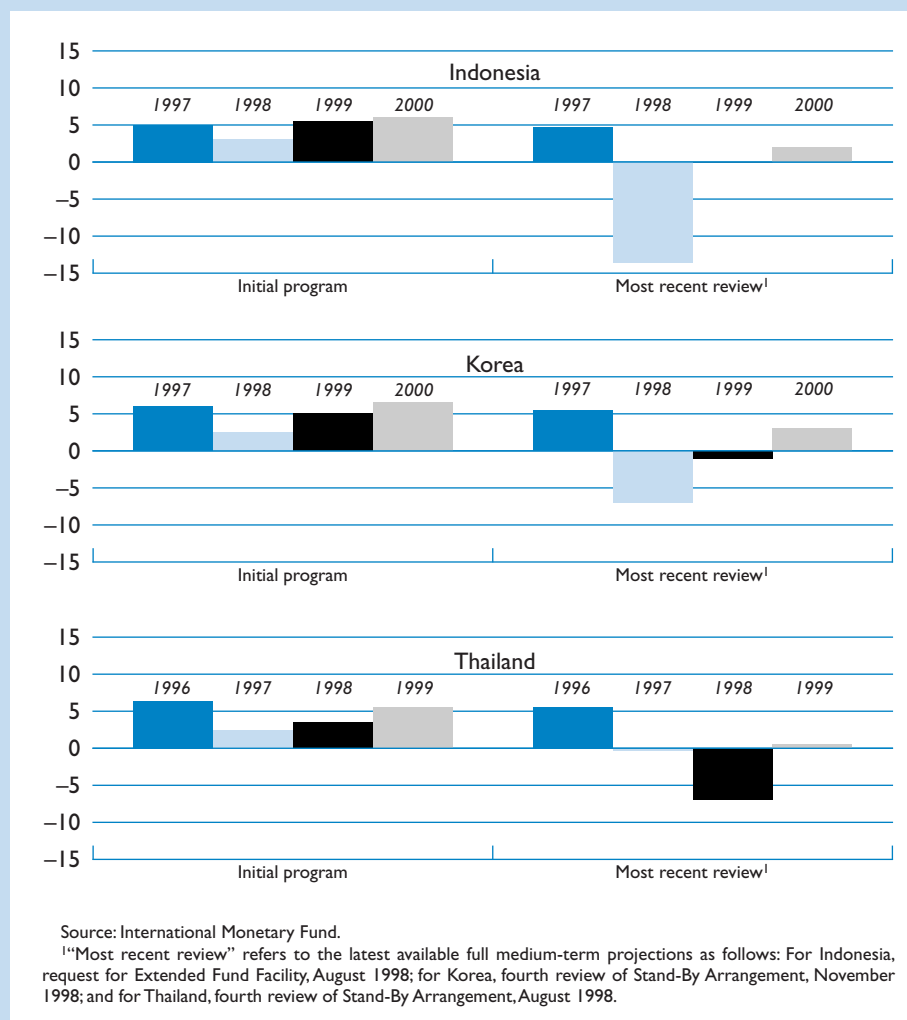 15
Indonesia
10
1997 1998 1999 2000 1997 1998 1999 2000
5
0
–5
–10
–15
Initial program Most recent review¹
15
Korea
10
1997 1998 1999 2000 1997 1998 1999 2000
5
0
–5
–10
–15
Initial program Most recent review¹
15
Thailand
10
1996 1997 1998 1999 1996 1997 1998 1999
5
0
–5
–10
–15
Initial program Most recent review¹
Source: International Monetary Fund.
¹“Most recent review” refers to the latest available full medium-term projections as follows: For Indonesia,
request for Extended Fund Facility, August 1998; for Korea, fourth review of Stand-By Arrangement, November
1998; and for Thailand, fourth review of Stand-By Arrangement, August 1998.